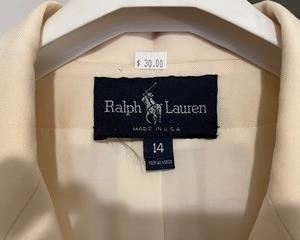 $ 30.00
Ralph Lauren
MADE IN U.S.A.
14